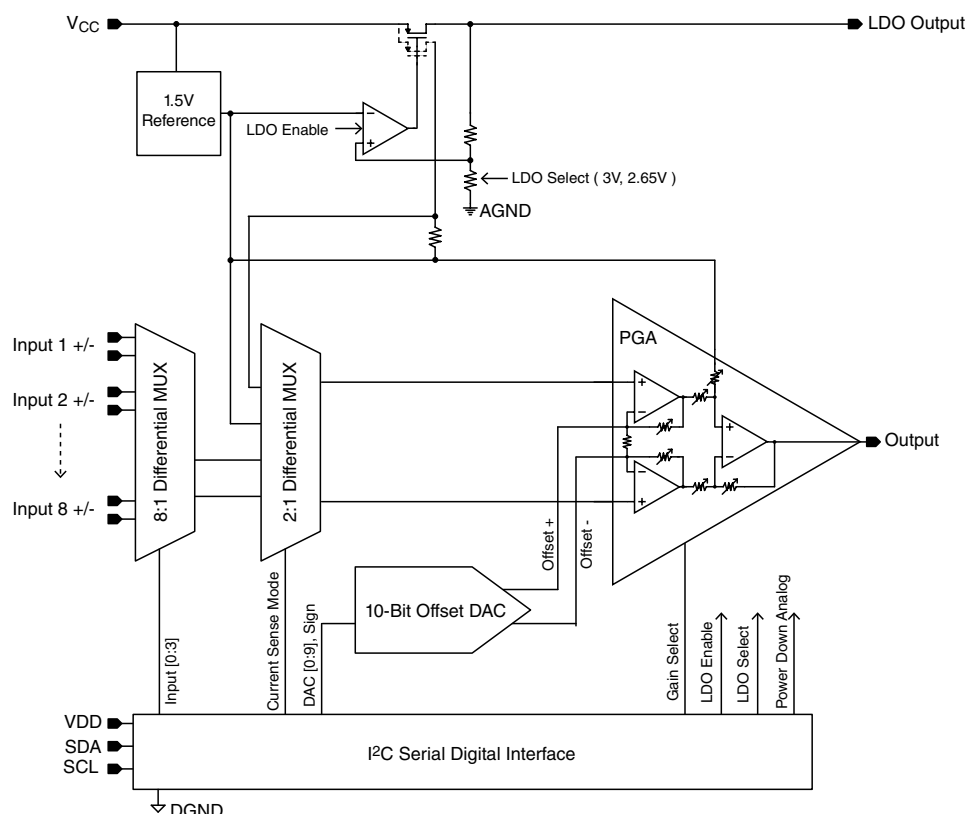 VCC
LDO Output
1.5V
Reference
LDO Enable
−
+
LDO Select ( 3V, 2.65V )
AGND
Input 1 +/-
Input 2 +/-
Input 8 +/-
8:1 Differential MUX
2:1 Differential MUX
PGA
+
−
−
+
+
−
Output
Offset +
Offset -
10-Bit Offset DAC
Input [0:3]
Current Sense Mode
DAC [0:9], Sign
Gain Select
LDO Enable
LDO Select
Power Down Analog
VDD
SDA
SCL
I²C Serial Digital Interface
DGND